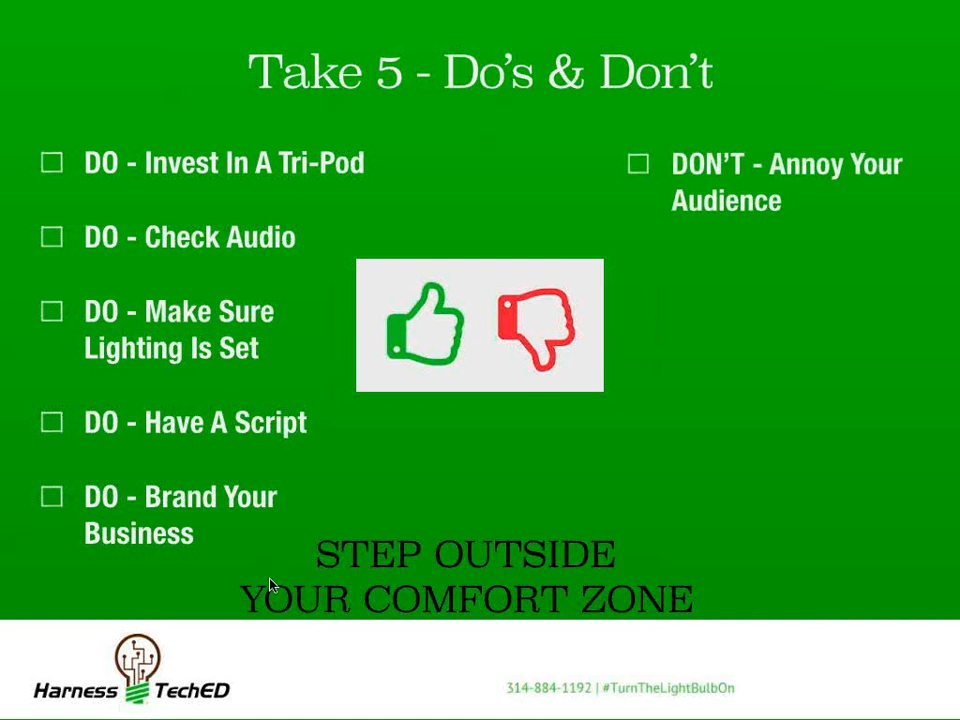 Take 5 - Do's & Don't
DO - Invest In A Tri-Pod
DO - Check Audio
DO - Make Sure
Lighting Is Set
DO - Have A Script
DO - Brand Your
Business
DON'T - Annoy Your
Audience
STEP OUTSIDE
YOUR COMFORT ZONE
Harness TechED
314-884-1192 | #TurnTheLightBulbOn